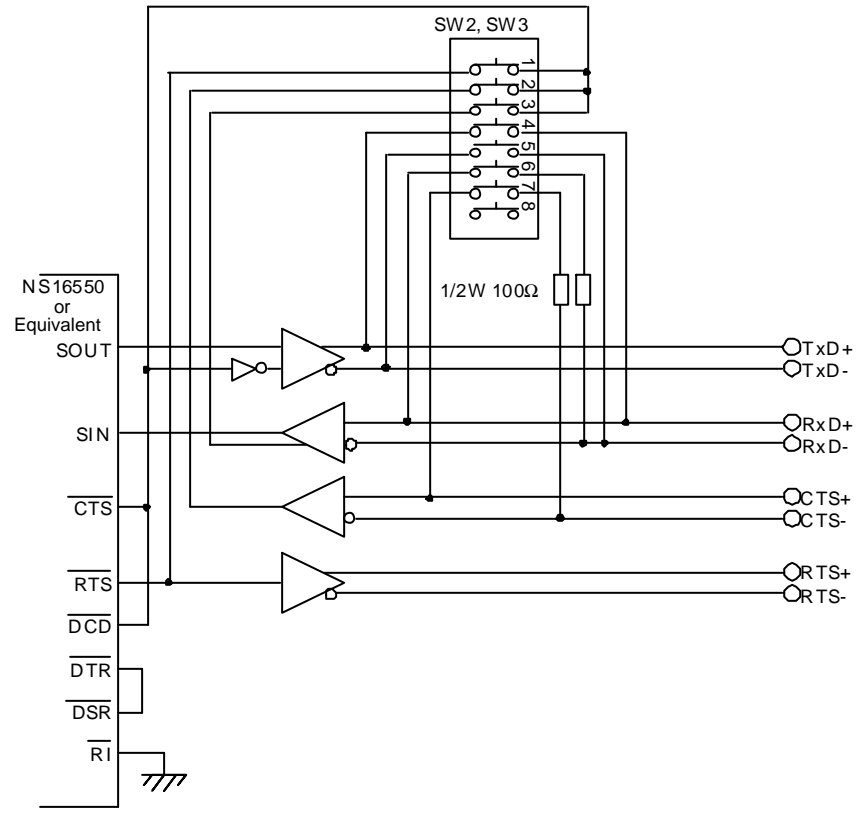 SW2, SW3
1
2
3
4
5
6
7
8
1/2W 100Ω
NS16550
or
Equivalent
SOUT
SIN
CTS
RTS
DCD
DTR
DSR
RI
TxD+
TxD-
RxD+
RxD-
CTS+
CTS-
RTS+
RTS-